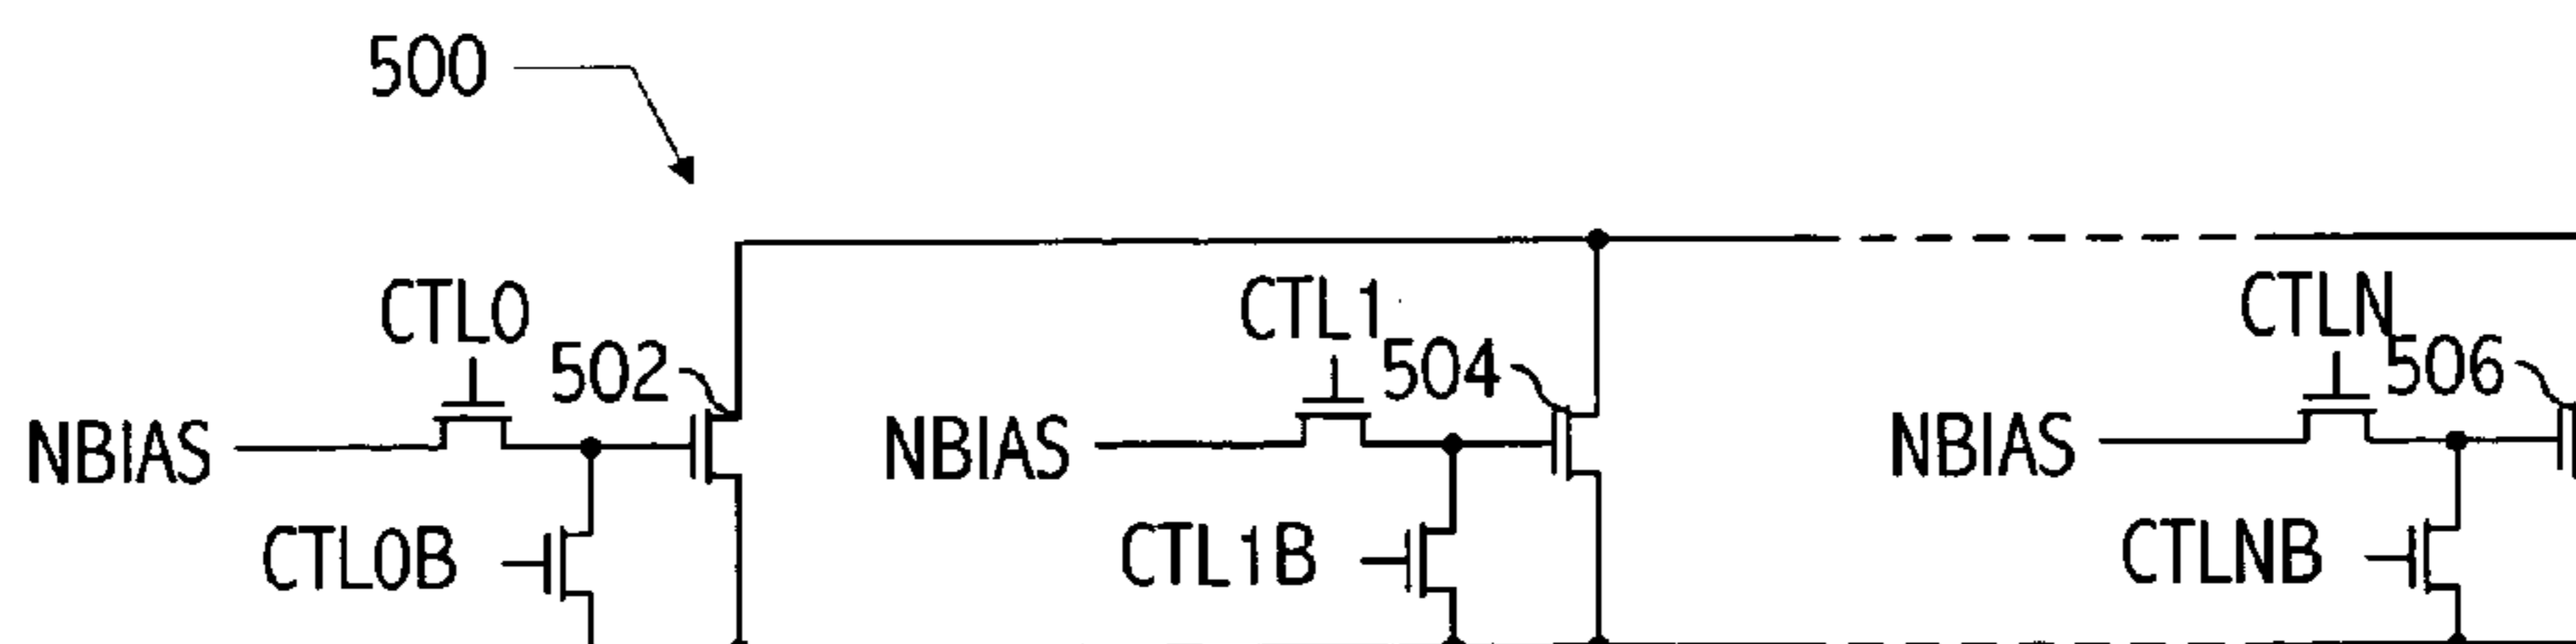 500
CTL0
CTL1
CTLN
502
504
506
NBIAS
NBIAS
NBIAS
CTL0B
CTL1B
CTLNB